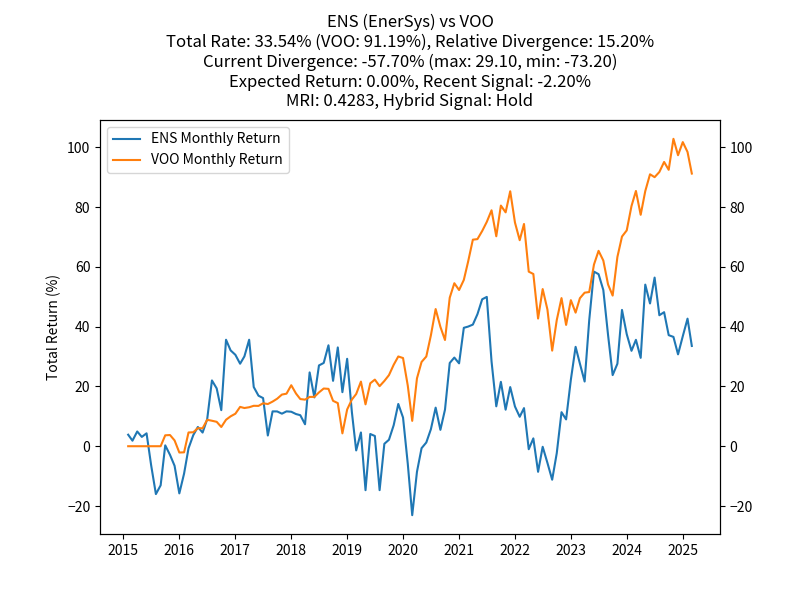 ENS (EnerSys) vs VOO
Total Rate: 33.54% (VOO: 91.19%), Relative Divergence: 15.20%
Current Divergence: -57.70% (max: 29.10, min: -73.20)
Expected Return: 0.00%, Recent Signal: -2.20%
MRI: 0.4283, Hybrid Signal: Hold
ENS Monthly Return
VOO Monthly Return
Total Return (%)
100
80
60
40
20
0
−20
100
80
60
40
20
0
−20
2015 2016 2017 2018 2019 2020 2021 2022 2023 2024 2025